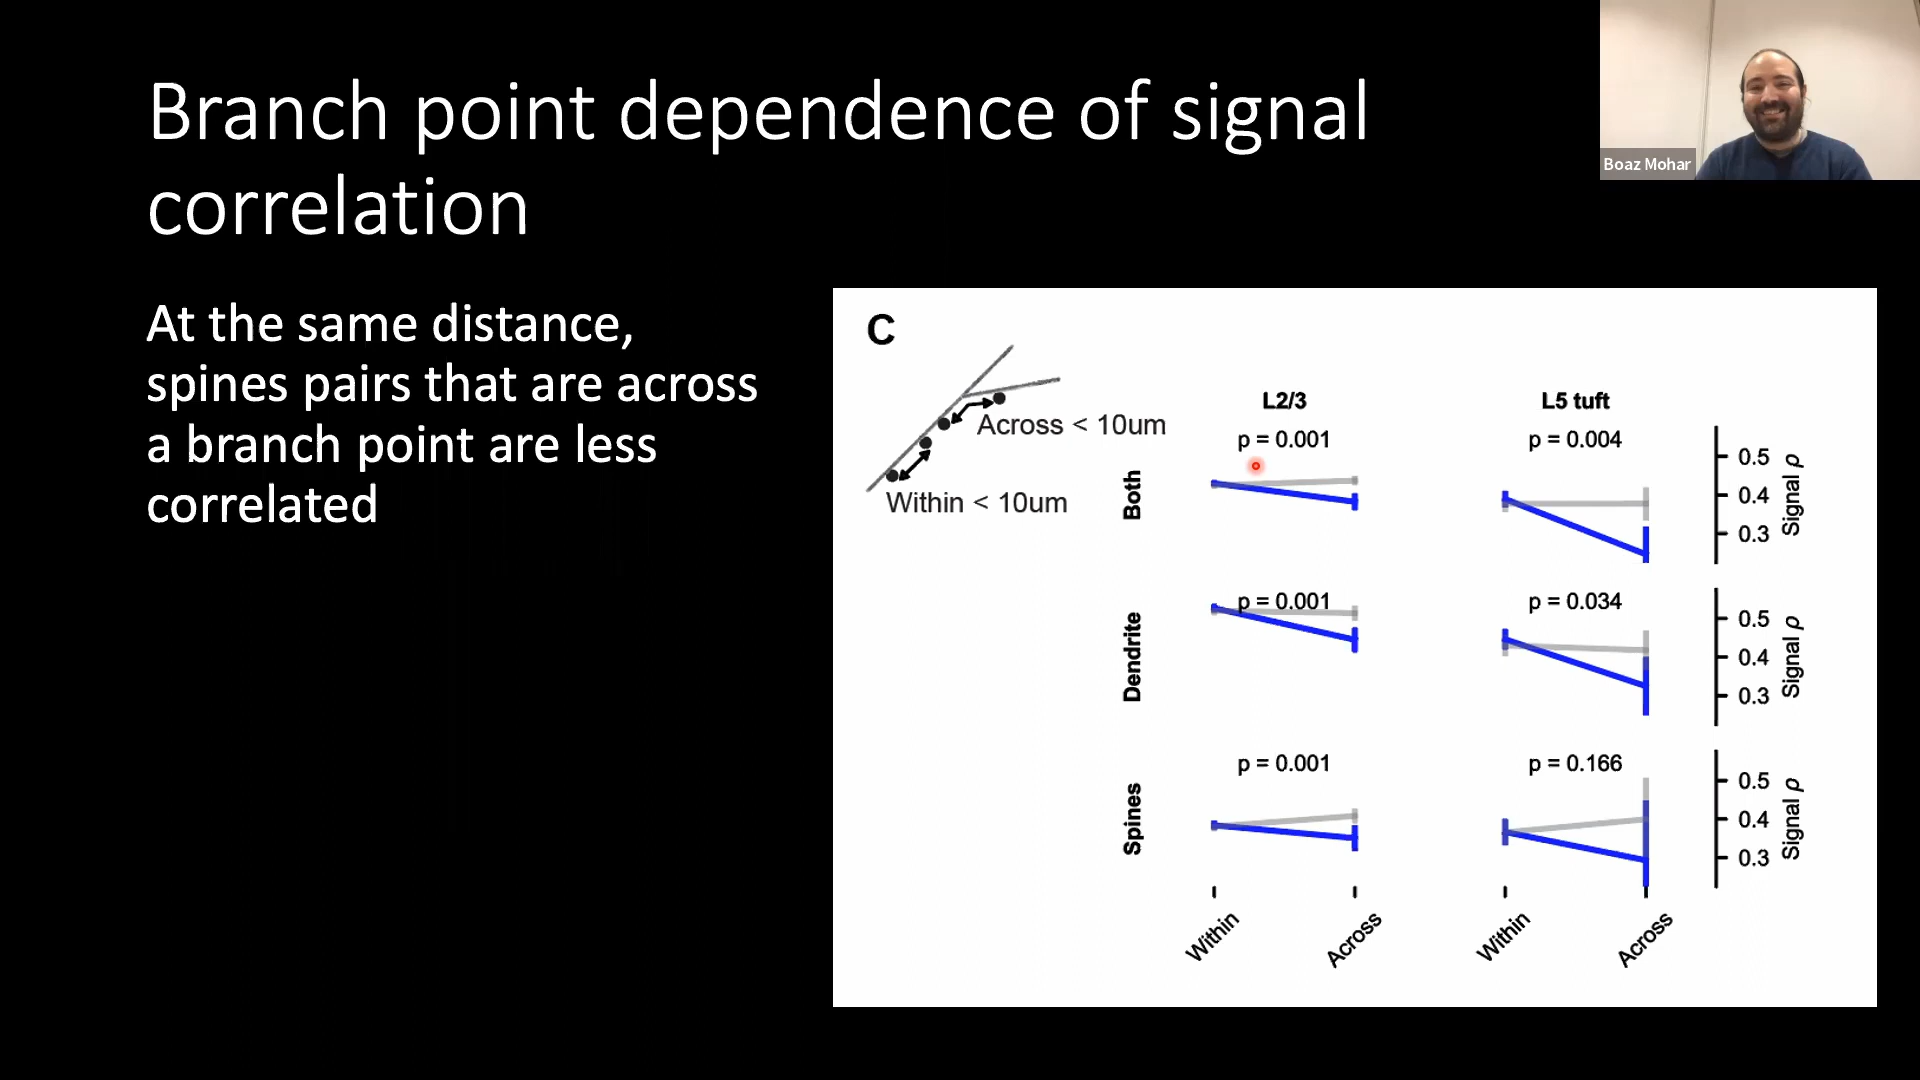 Branch point dependence of signal
correlation
Boaz Mohar
At the same distance,
spines pairs that are across
a branch point are less
correlated
C
Across < 10um
Within < 10um
L2/3
L5 tuft
Both
p = 0.001
p = 0.004
0.5
0.4
0.3
Signal ρ
Dendrite
p = 0.001
p = 0.034
0.5
0.4
0.3
Signal ρ
Spines
p = 0.001
p = 0.166
0.5
0.4
0.3
Signal ρ
Within
Across
Within
Across